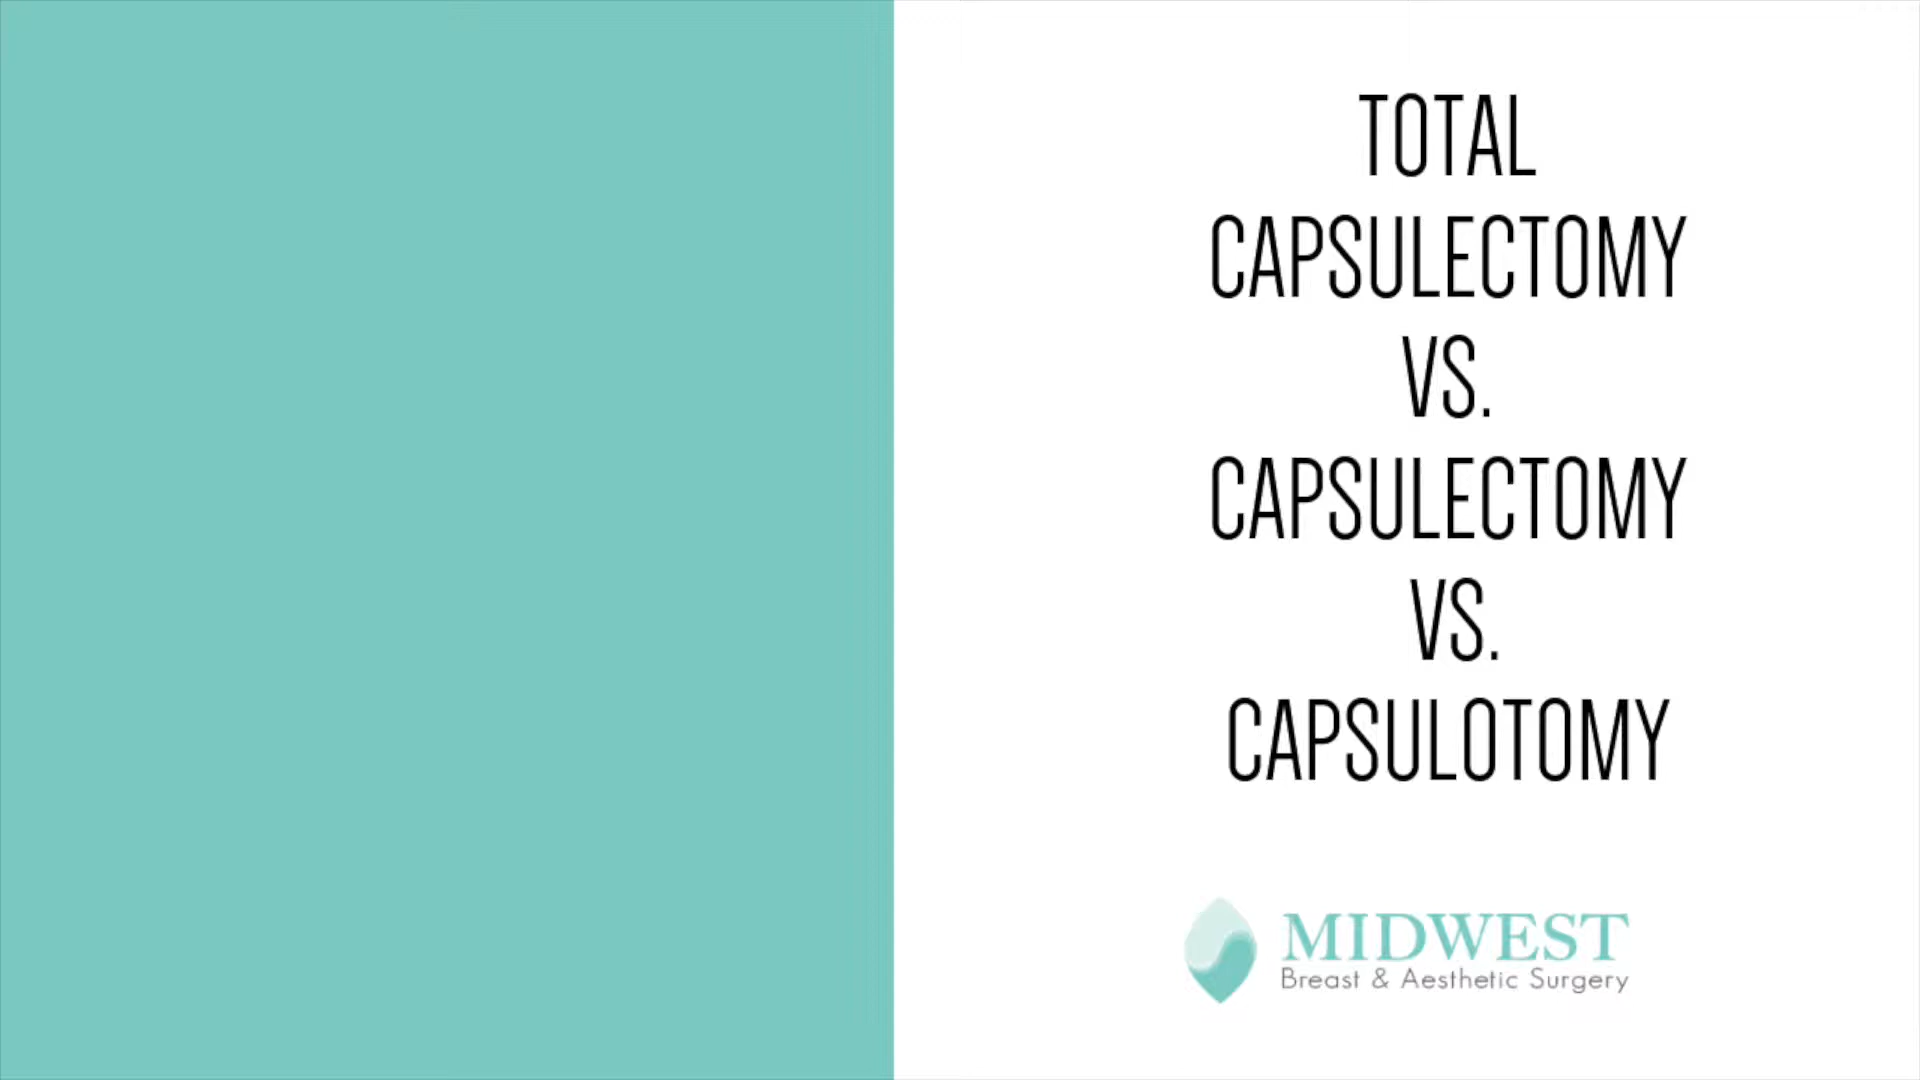 TOTAL
CAPSULECTOMY
VS.
CAPSULECTOMY
VS.
CAPSULOTOMY
MIDWEST
Breast & Aesthetic Surgery